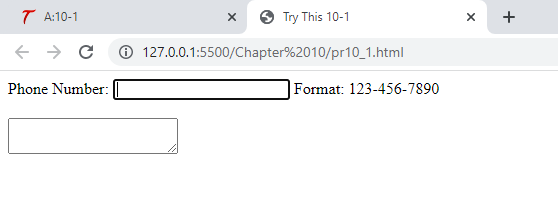 A:10-1
Try This 10-1
127.0.0.1:5500/Chapter%2010/pr10_1.html
Phone Number: Format: 123-456-7890